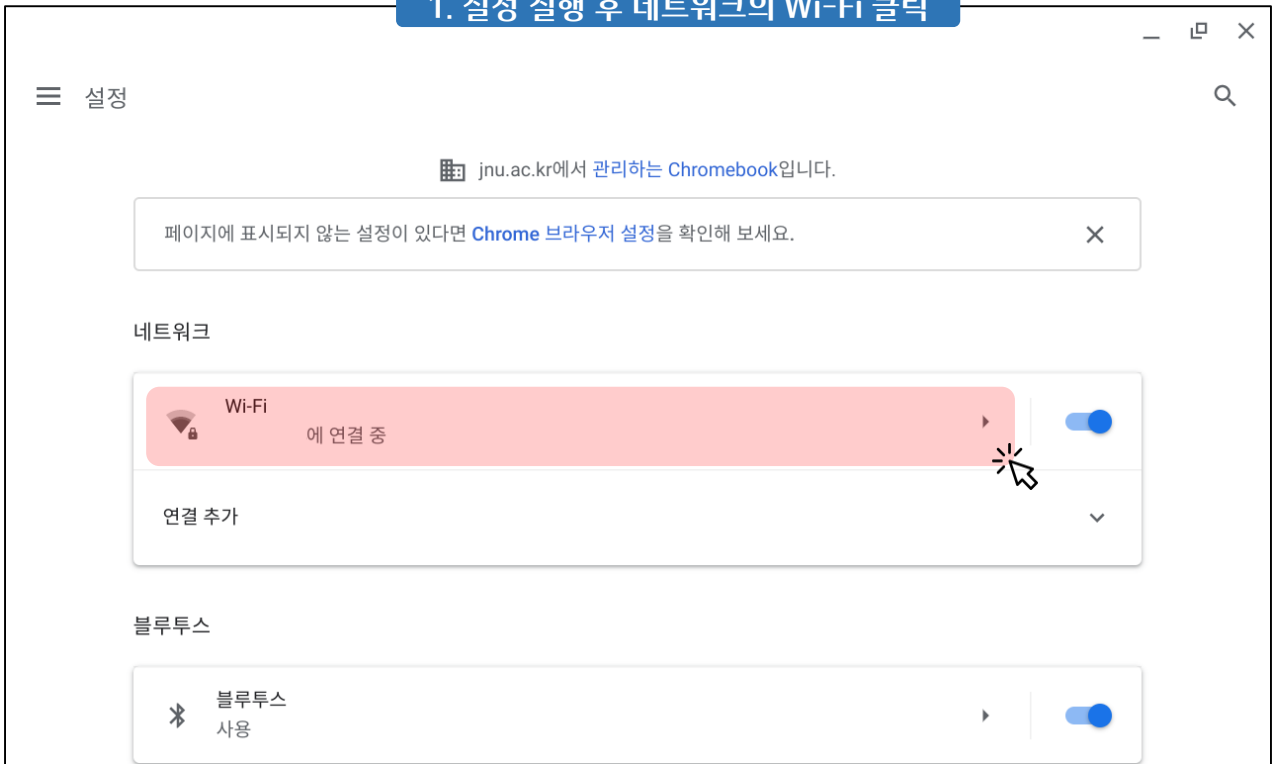 1. 설정 실행 후 네트워크의 Wi-Fi 클릭
설정
jnu.ac.kr에서 관리하는 Chromebook입니다.
페이지에 표시되지 않는 설정이 있다면 Chrome 브라우저 설정을 확인해 보세요.
네트워크
Wi-Fi
에 연결 중
연결 추가
블루투스
블루투스
사용